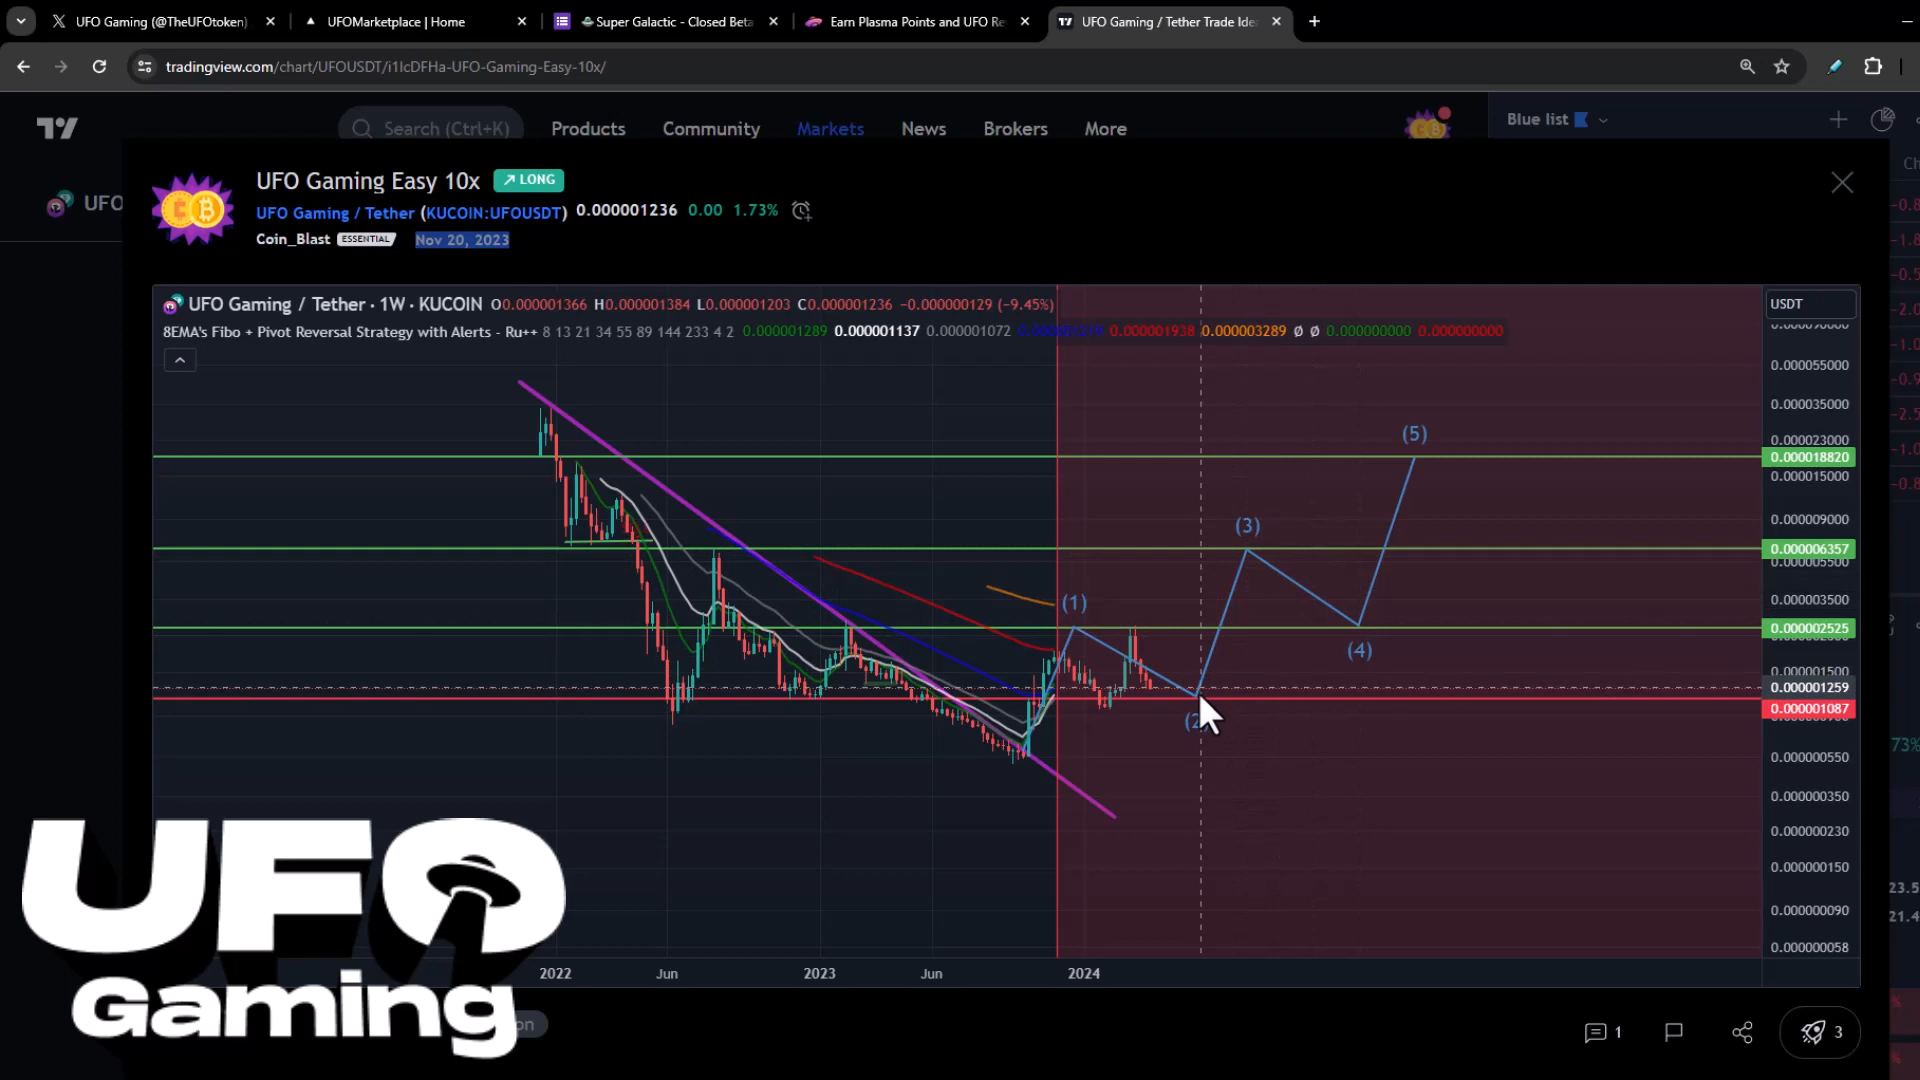 UFO Gaming (@TheUFOtoken)
UFOMarketplace | Home
Super Galactic - Closed Beta
Earn Plasma Points and UFO Re
UFO Gaming / Tether Trade Ide
tradingview.com/chart/UFOUSDT/i1IcDFHa-UFO-Gaming-Easy-10x/
Search (Ctrl+K)
Products
Community
Markets
News
Brokers
More
Blue list
UFO
UFO Gaming Easy 10x
LONG
UFO Gaming / Tether (KUCOIN:UFOUSDT) 0.000001236 0.00 1.73%
Coin_Blast ESSENTIAL Nov 20, 2023
UFO Gaming / Tether · 1W · KUCOIN O0.000001366 H0.000001384 L0.000001203 C0.000001236 −0.000000129 (−9.45%)
USDT
8EMA's Fibo + Pivot Reversal Strategy with Alerts - Ru++ 8 13 21 34 55 89 144 233 4 2 0.000001289 0.000001137 0.000001072 0.000001938 0.000003289 Ø Ø 0.000000000 0.000000000
0.000055000
0.000035000
(5)
0.000023000
0.000018820
0.000015000
0.000009000
(3)
0.000006357
0.000005500
0.000003500
(1)
0.000002525
(4)
0.000001500
0.000001259
0.000001087
0.000000550
0.000000350
0.000000230
0.000000150
0.000000090
0.000000058
2022
Jun
2023
Jun
2024
UFO
Gaming
1
3